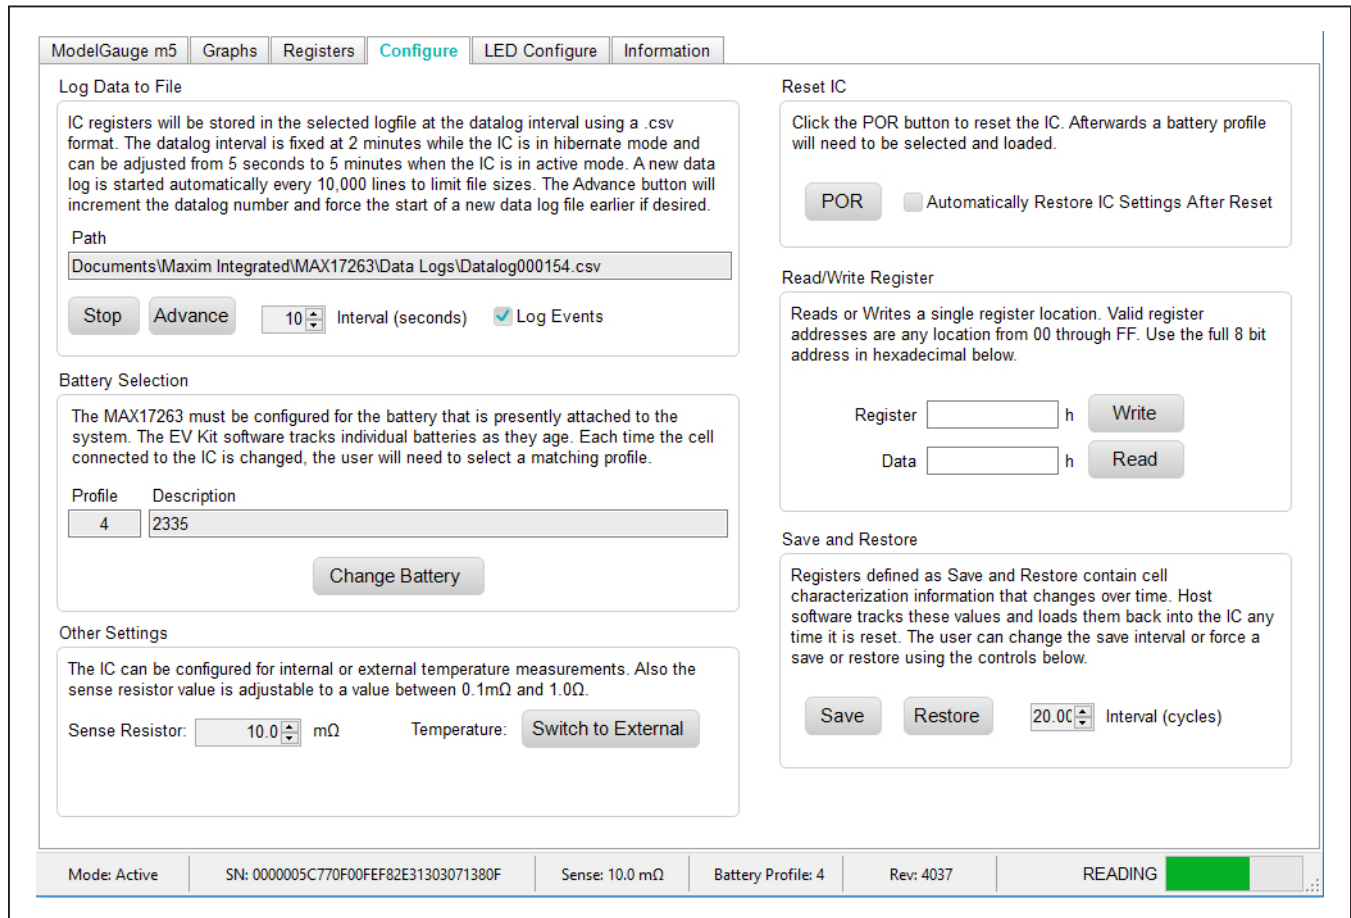 ModelGauge m5 Graphs Registers Configure LED Configure Information
Log Data to File
IC registers will be stored in the selected logfile at the datalog interval using a .csv
format. The datalog interval is fixed at 2 minutes while the IC is in hibernate mode and
can be adjusted from 5 seconds to 5 minutes when the IC is in active mode. A new data
log is started automatically every 10,000 lines to limit file sizes. The Advance button will
increment the datalog number and force the start of a new data log file earlier if desired.
Path
Documents\Maxim Integrated\MAX17263\Data Logs\Datalog000154.csv
Stop Advance 10 Interval (seconds) Log Events
Battery Selection
The MAX17263 must be configured for the battery that is presently attached to the
system. The EV Kit software tracks individual batteries as they age. Each time the cell
connected to the IC is changed, the user will need to select a matching profile.
Profile Description
4 2335
Change Battery
Other Settings
The IC can be configured for internal or external temperature measurements. Also the
sense resistor value is adjustable to a value between 0.1mΩ and 1.0Ω.
Sense Resistor: 10.0 mΩ Temperature: Switch to External
Reset IC
Click the POR button to reset the IC. Afterwards a battery profile
will need to be selected and loaded.
POR Automatically Restore IC Settings After Reset
Read/Write Register
Reads or Writes a single register location. Valid register
addresses are any location from 00 through FF. Use the full 8 bit
address in hexadecimal below.
Register h Write
Data h Read
Save and Restore
Registers defined as Save and Restore contain cell
characterization information that changes over time. Host
software tracks these values and loads them back into the IC any
time it is reset. The user can change the save interval or force a
save or restore using the controls below.
Save Restore 20.00 Interval (cycles)
Mode: Active SN: 0000005C770F00FEF82E31303071380F Sense: 10.0 mΩ Battery Profile: 4 Rev: 4037 READING